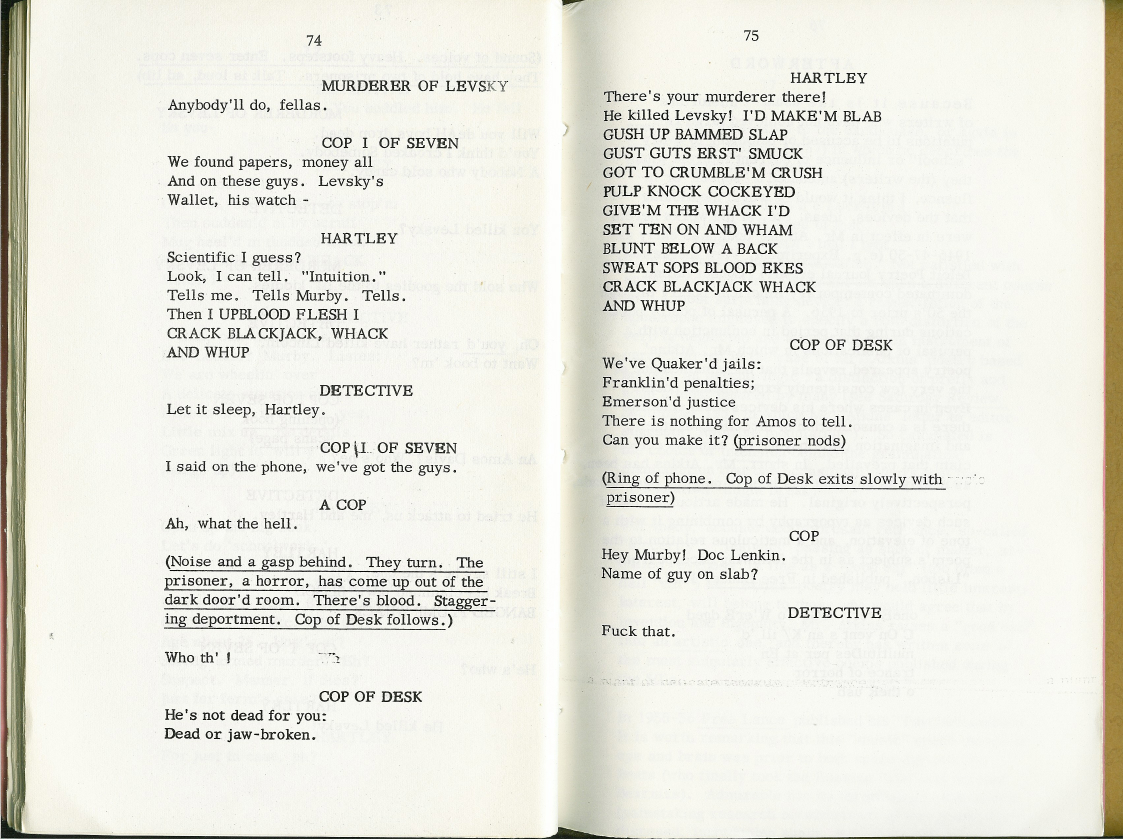 74
MURDERER OF LEVSKY
Anybody'll do, fellas.
COP I OF SEVEN
We found papers, money all
And on these guys. Levsky's
Wallet, his watch -
HARTLEY
Scientific I guess?
Look, I can tell. "Intuition."
Tells me. Tells Murby. Tells.
Then I UPBLOOD FLESH I
CRACK BLACKJACK, WHACK
AND WHUP
DETECTIVE
Let it sleep, Hartley.
COP I OF SEVEN
I said on the phone, we've got the guys.
A COP
Ah, what the hell.
(Noise and a gasp behind. They turn. The
prisoner, a horror, has come up out of the
dark door'd room. There's blood. Stagger-
ing deportment. Cop of Desk follows.)
Who th' !
COP OF DESK
He's not dead for you:
Dead or jaw-broken.
75
HARTLEY
There's your murderer there!
He killed Levsky! I'D MAKE'M BLAB
GUSH UP BAMMED SLAP
GUST GUTS ERST' SMUCK
GOT TO CRUMBLE'M CRUSH
PULP KNOCK COCKEYED
GIVE'M THE WHACK I'D
SET TEN ON AND WHAM
BLUNT BELOW A BACK
SWEAT SOPS BLOOD EKES
CRACK BLACKJACK WHACK
AND WHUP
COP OF DESK
We've Quaker'd jails:
Franklin'd penalties;
Emerson'd justice
There is nothing for Amos to tell.
Can you make it? (prisoner nods)
(Ring of phone. Cop of Desk exits slowly with
prisoner)
COP
Hey Murby! Doc Lenkin.
Name of guy on slab?
DETECTIVE
Fuck that.